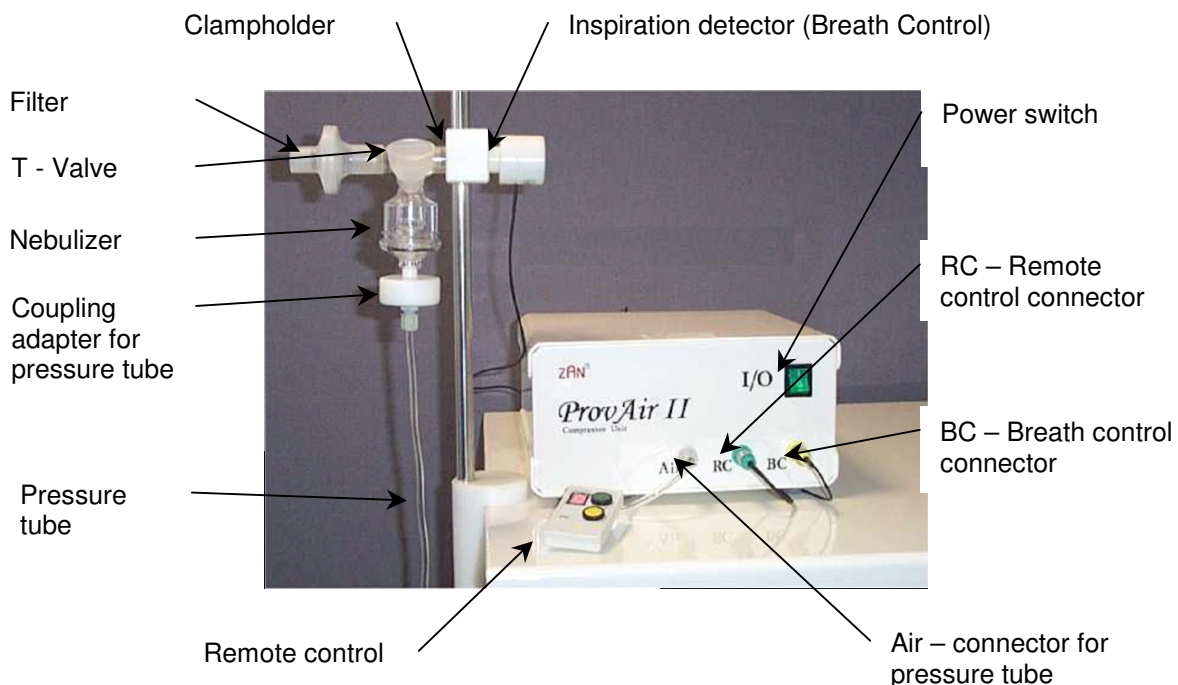 Clampholder
Inspiration detector (Breath Control)
Filter
Power switch
T - Valve
Nebulizer
RC – Remote
control connector
Coupling
adapter for
pressure tube
ZAN
I/O
ProvAir II
Compressor Unit
BC – Breath control
connector
Air RC BC
Pressure
tube
Remote control
Air – connector for
pressure tube